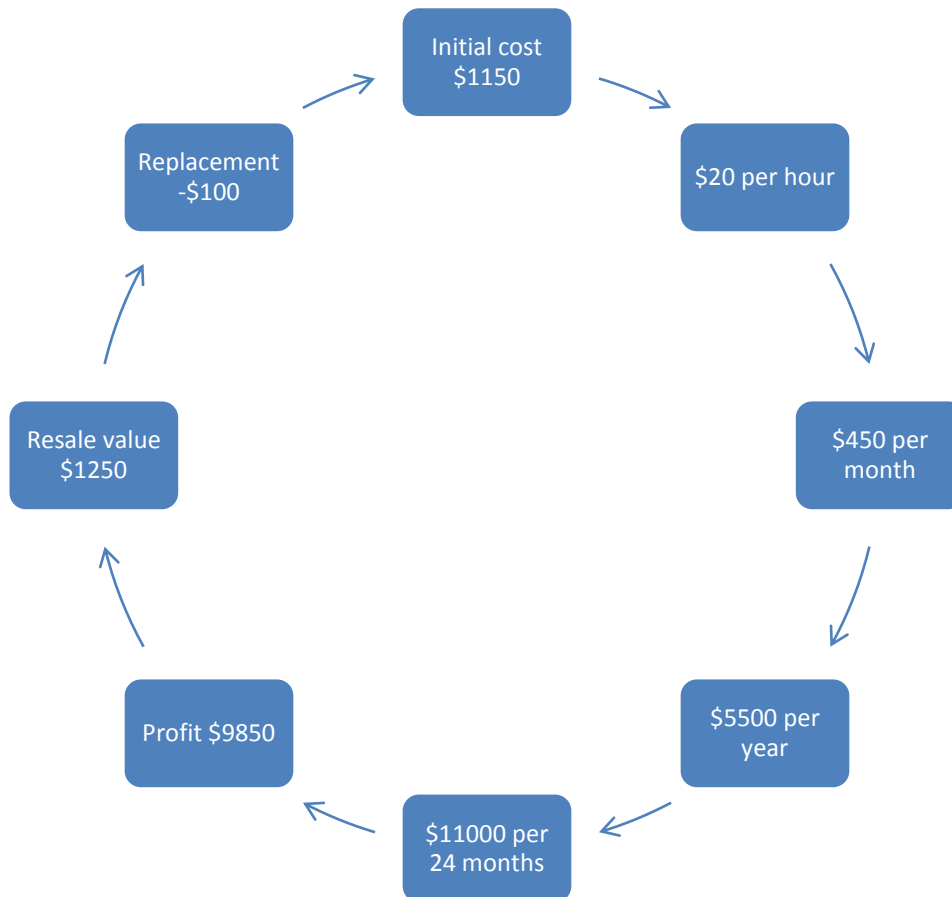 Initial cost
$1150
$20 per hour
$450 per
month
$5500 per
year
$11000 per
24 months
Profit $9850
Resale value
$1250
Replacement
-$100